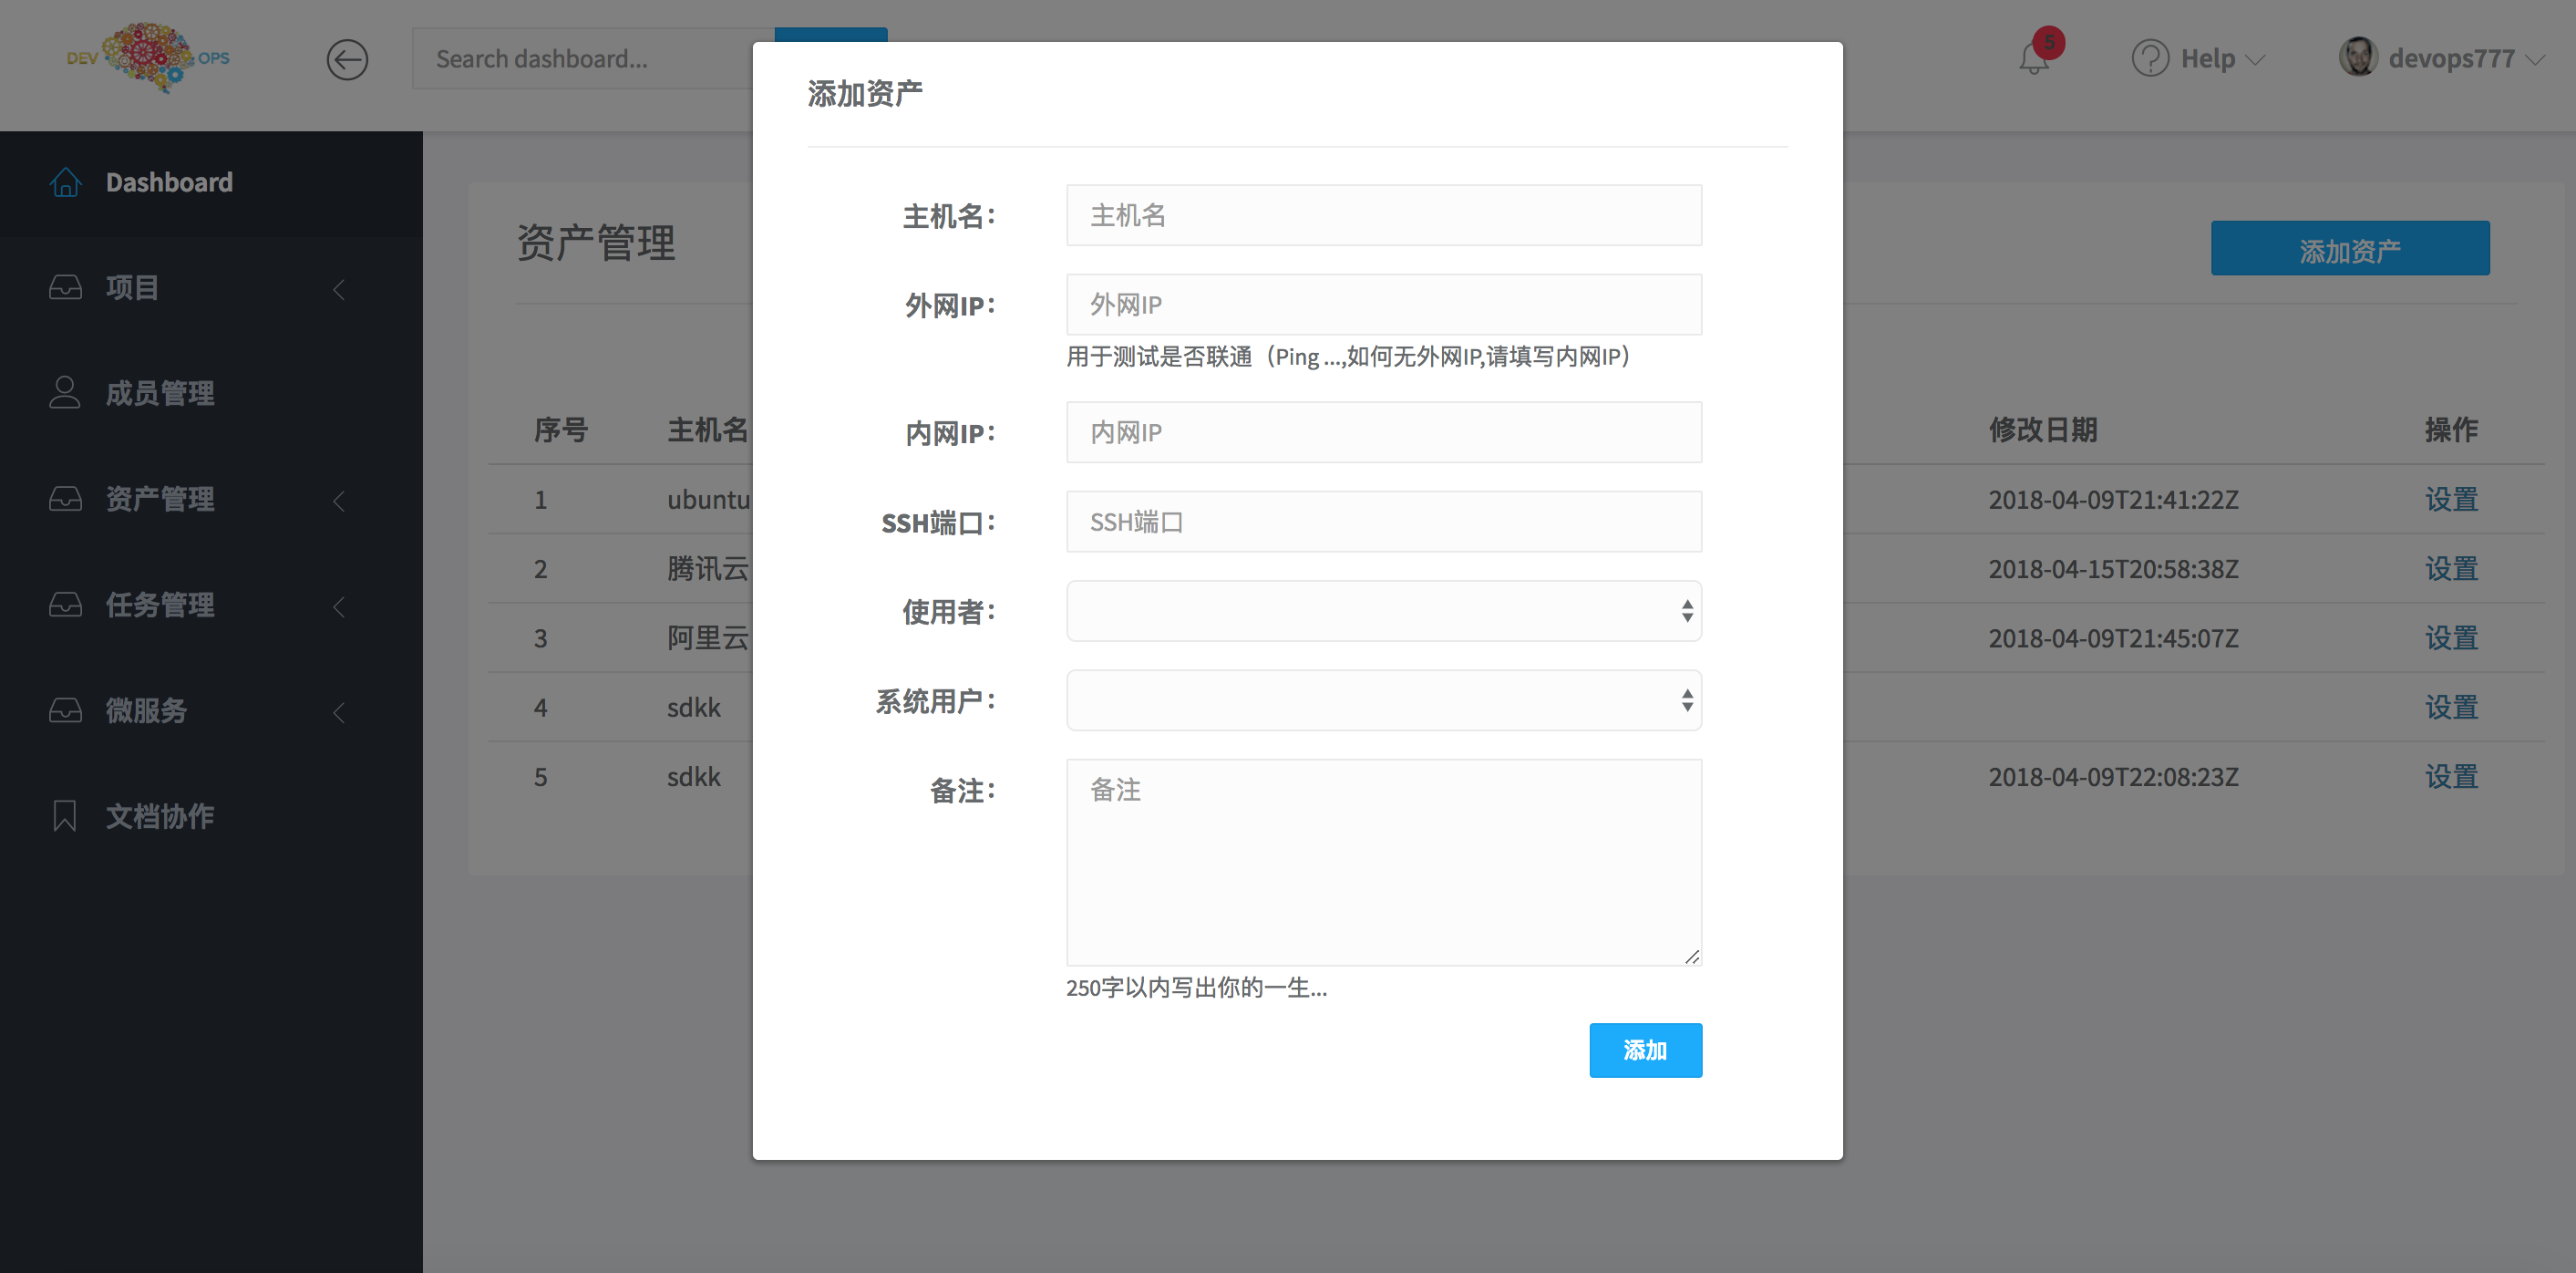 DEV OPS
Search dashboard...
5
Help
devops777
Dashboard
项目
成员管理
资产管理
任务管理
微服务
文档协作
资产管理
添加资产
序号 主机名 修改日期 操作
1 ubuntu 2018-04-09T21:41:22Z 设置
2 腾讯云 2018-04-15T20:58:38Z 设置
3 阿里云 2018-04-09T21:45:07Z 设置
4 sdkk 设置
5 sdkk 2018-04-09T22:08:23Z 设置
添加资产
主机名： 主机名
外网IP： 外网IP
用于测试是否联通（Ping ...,如何无外网IP,请填写内网IP）
内网IP： 内网IP
SSH端口： SSH端口
使用者：
系统用户：
备注： 备注
250字以内写出你的一生...
添加